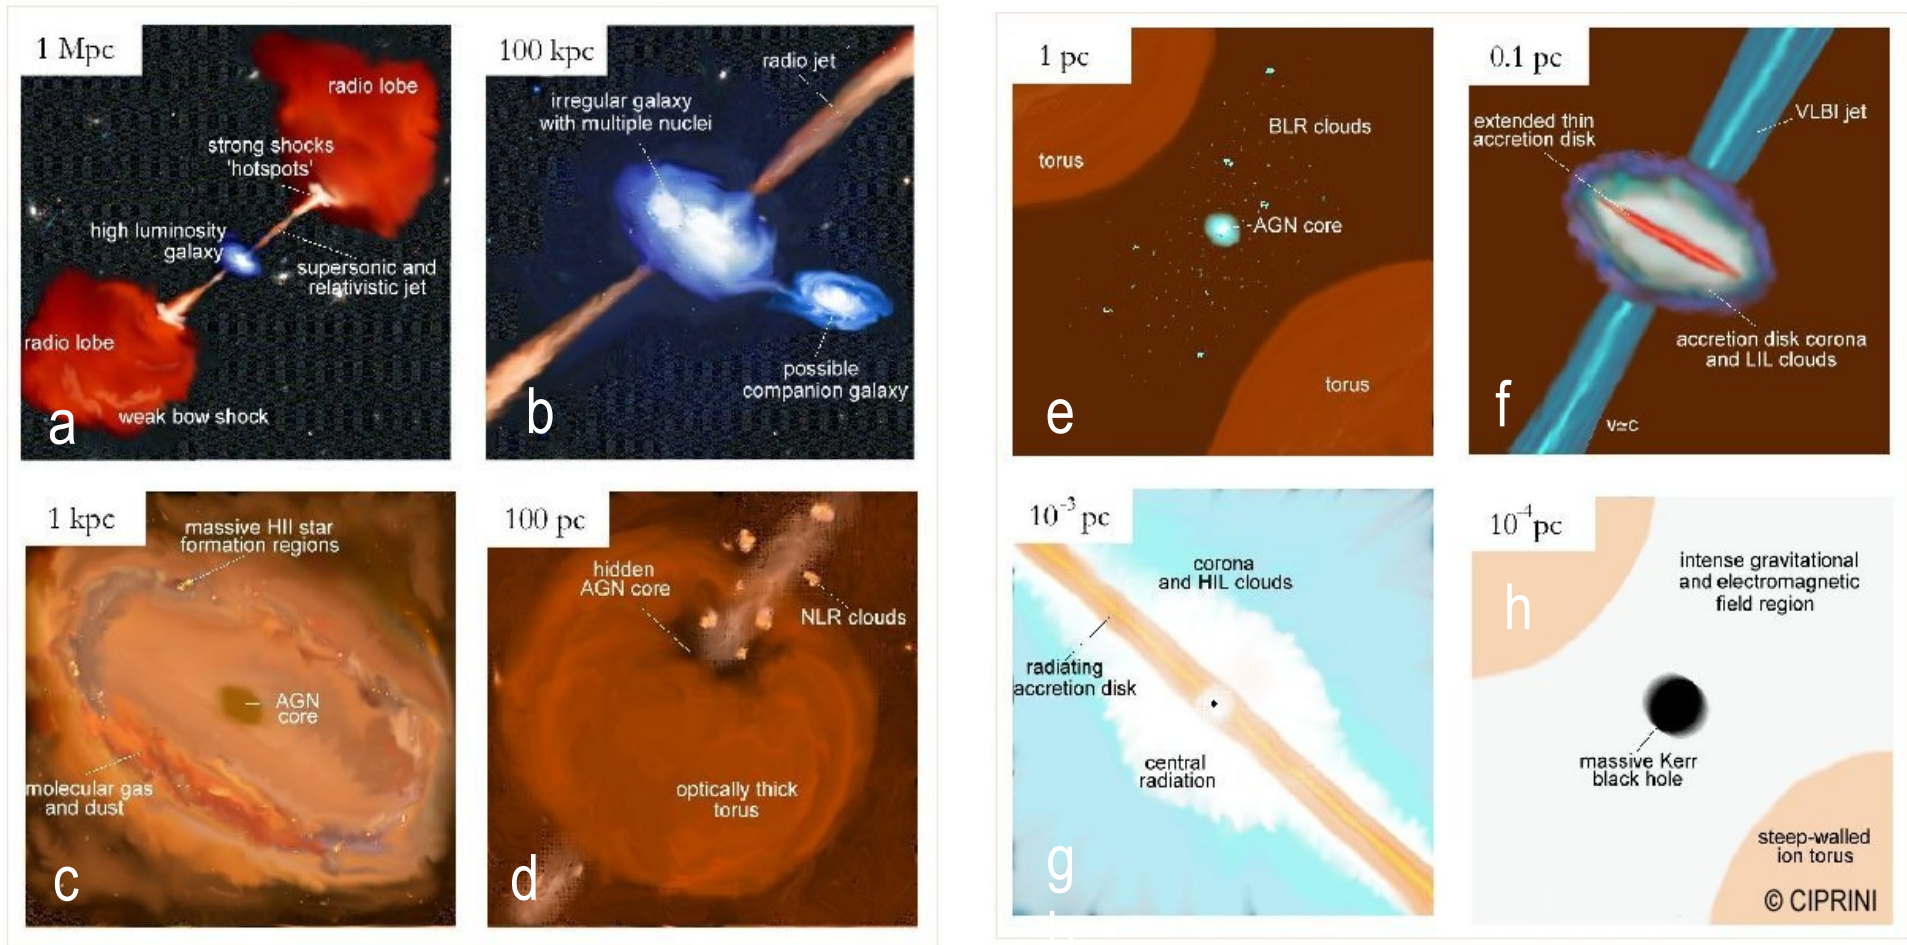 1 Mpc
radio lobe
strong shocks
'hotspots'
high luminosity
galaxy
supersonic and
relativistic jet
radio lobe
weak bow shock
a
100 kpc
radio jet
irregular galaxy
with multiple nuclei
possible
companion galaxy
b
1 kpc
massive HII star
formation regions
AGN
core
molecular gas
and dust
c
100 pc
hidden
AGN core
NLR clouds
optically thick
torus
d
1 pc
BLR clouds
torus
AGN core
torus
e
0.1 pc
VLBI jet
extended thin
accretion disk
accretion disk corona
and LIL clouds
v≃c
f
10⁻³ pc
corona
and HIL clouds
radiating
accretion disk
central
radiation
g
10⁻⁴ pc
intense gravitational
and electromagnetic
field region
h
massive Kerr
black hole
steep-walled
ion torus
© CIPRINI